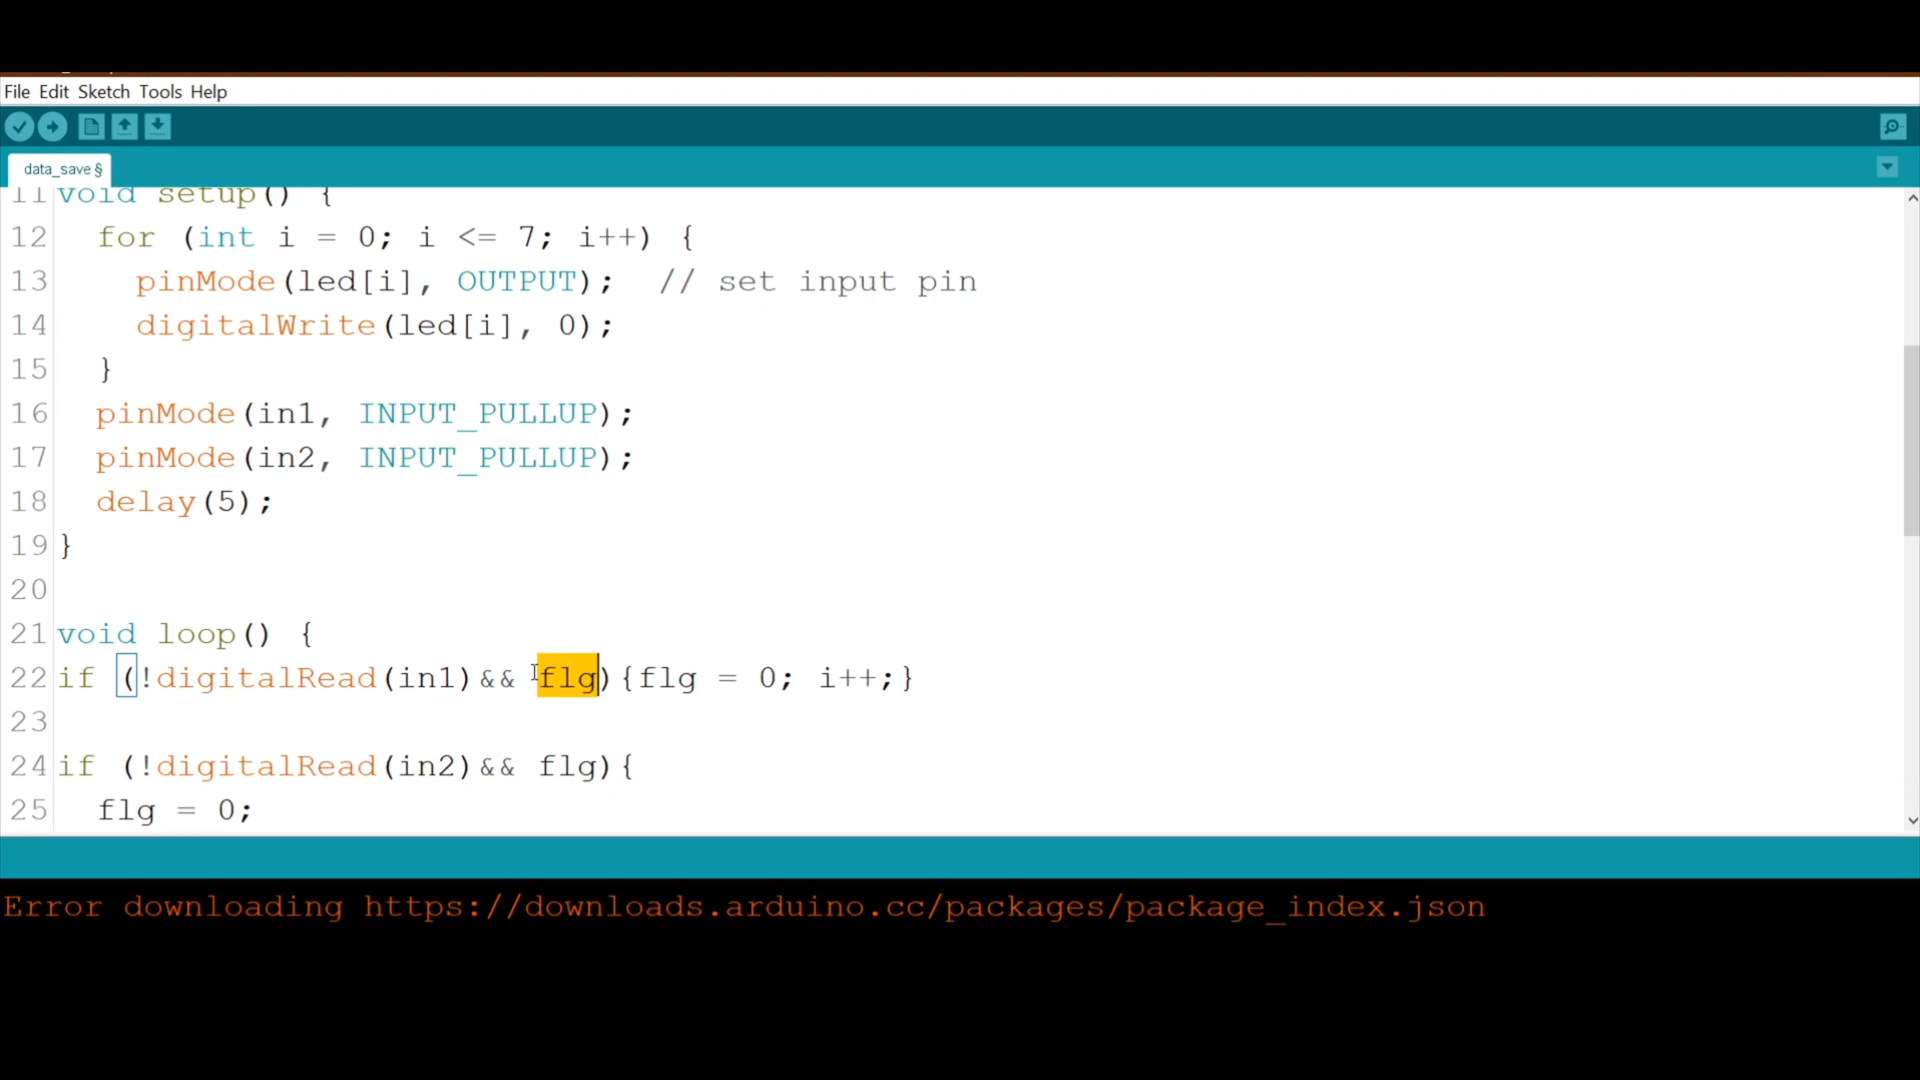 File Edit Sketch Tools Help
data_save §
11 void setup() {
12 for (int i = 0; i <= 7; i++) {
13 pinMode(led[i], OUTPUT); // set input pin
14 digitalWrite(led[i], 0);
15 }
16 pinMode(in1, INPUT_PULLUP);
17 pinMode(in2, INPUT_PULLUP);
18 delay(5);
19 }
20
21 void loop() {
22 if (!digitalRead(in1)&& flg){flg = 0; i++;}
23
24 if (!digitalRead(in2)&& flg){
25 flg = 0;
Error downloading https://downloads.arduino.cc/packages/package_index.json